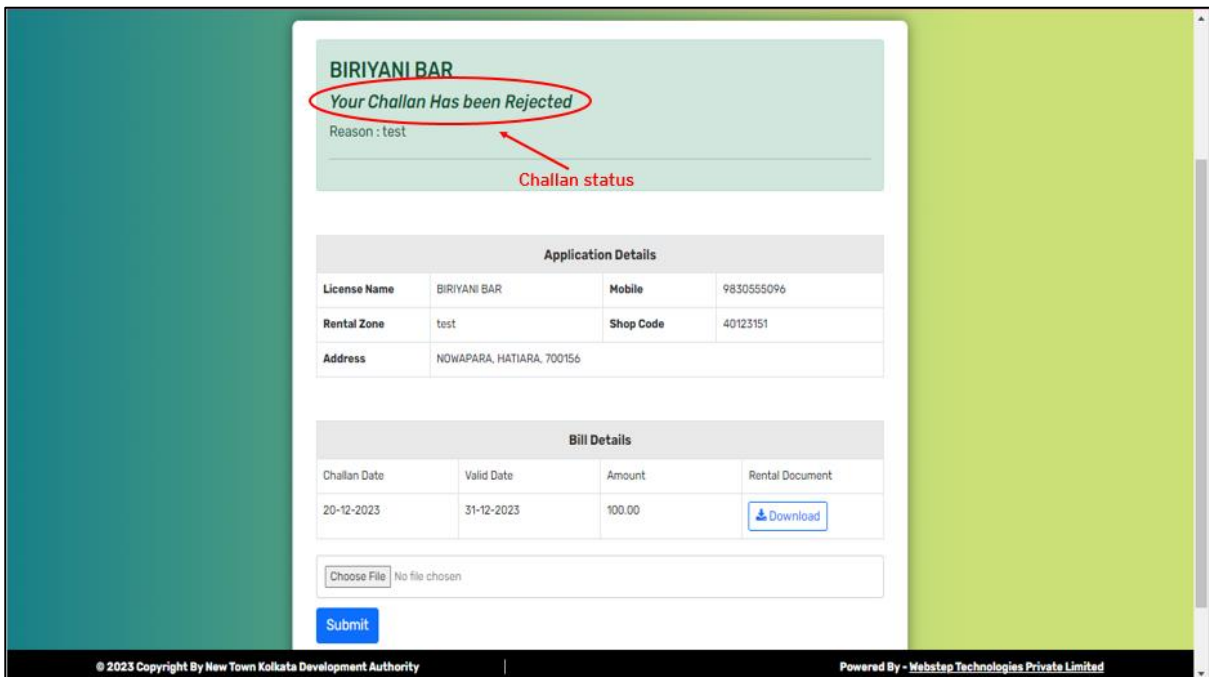 BIRIYANI BAR
Your Challan Has been Rejected
Reason : test
Challan status
Application Details
License Name BIRIYANI BAR Mobile 9830555096
Rental Zone test Shop Code 40123151
Address NOWAPARA, HATIARA, 700156
Bill Details
Challan Date Valid Date Amount Rental Document
20-12-2023 31-12-2023 100.00 Download
Choose File No file chosen
Submit
© 2023 Copyright By New Town Kolkata Development Authority Powered By - Webstep Technologies Private Limited